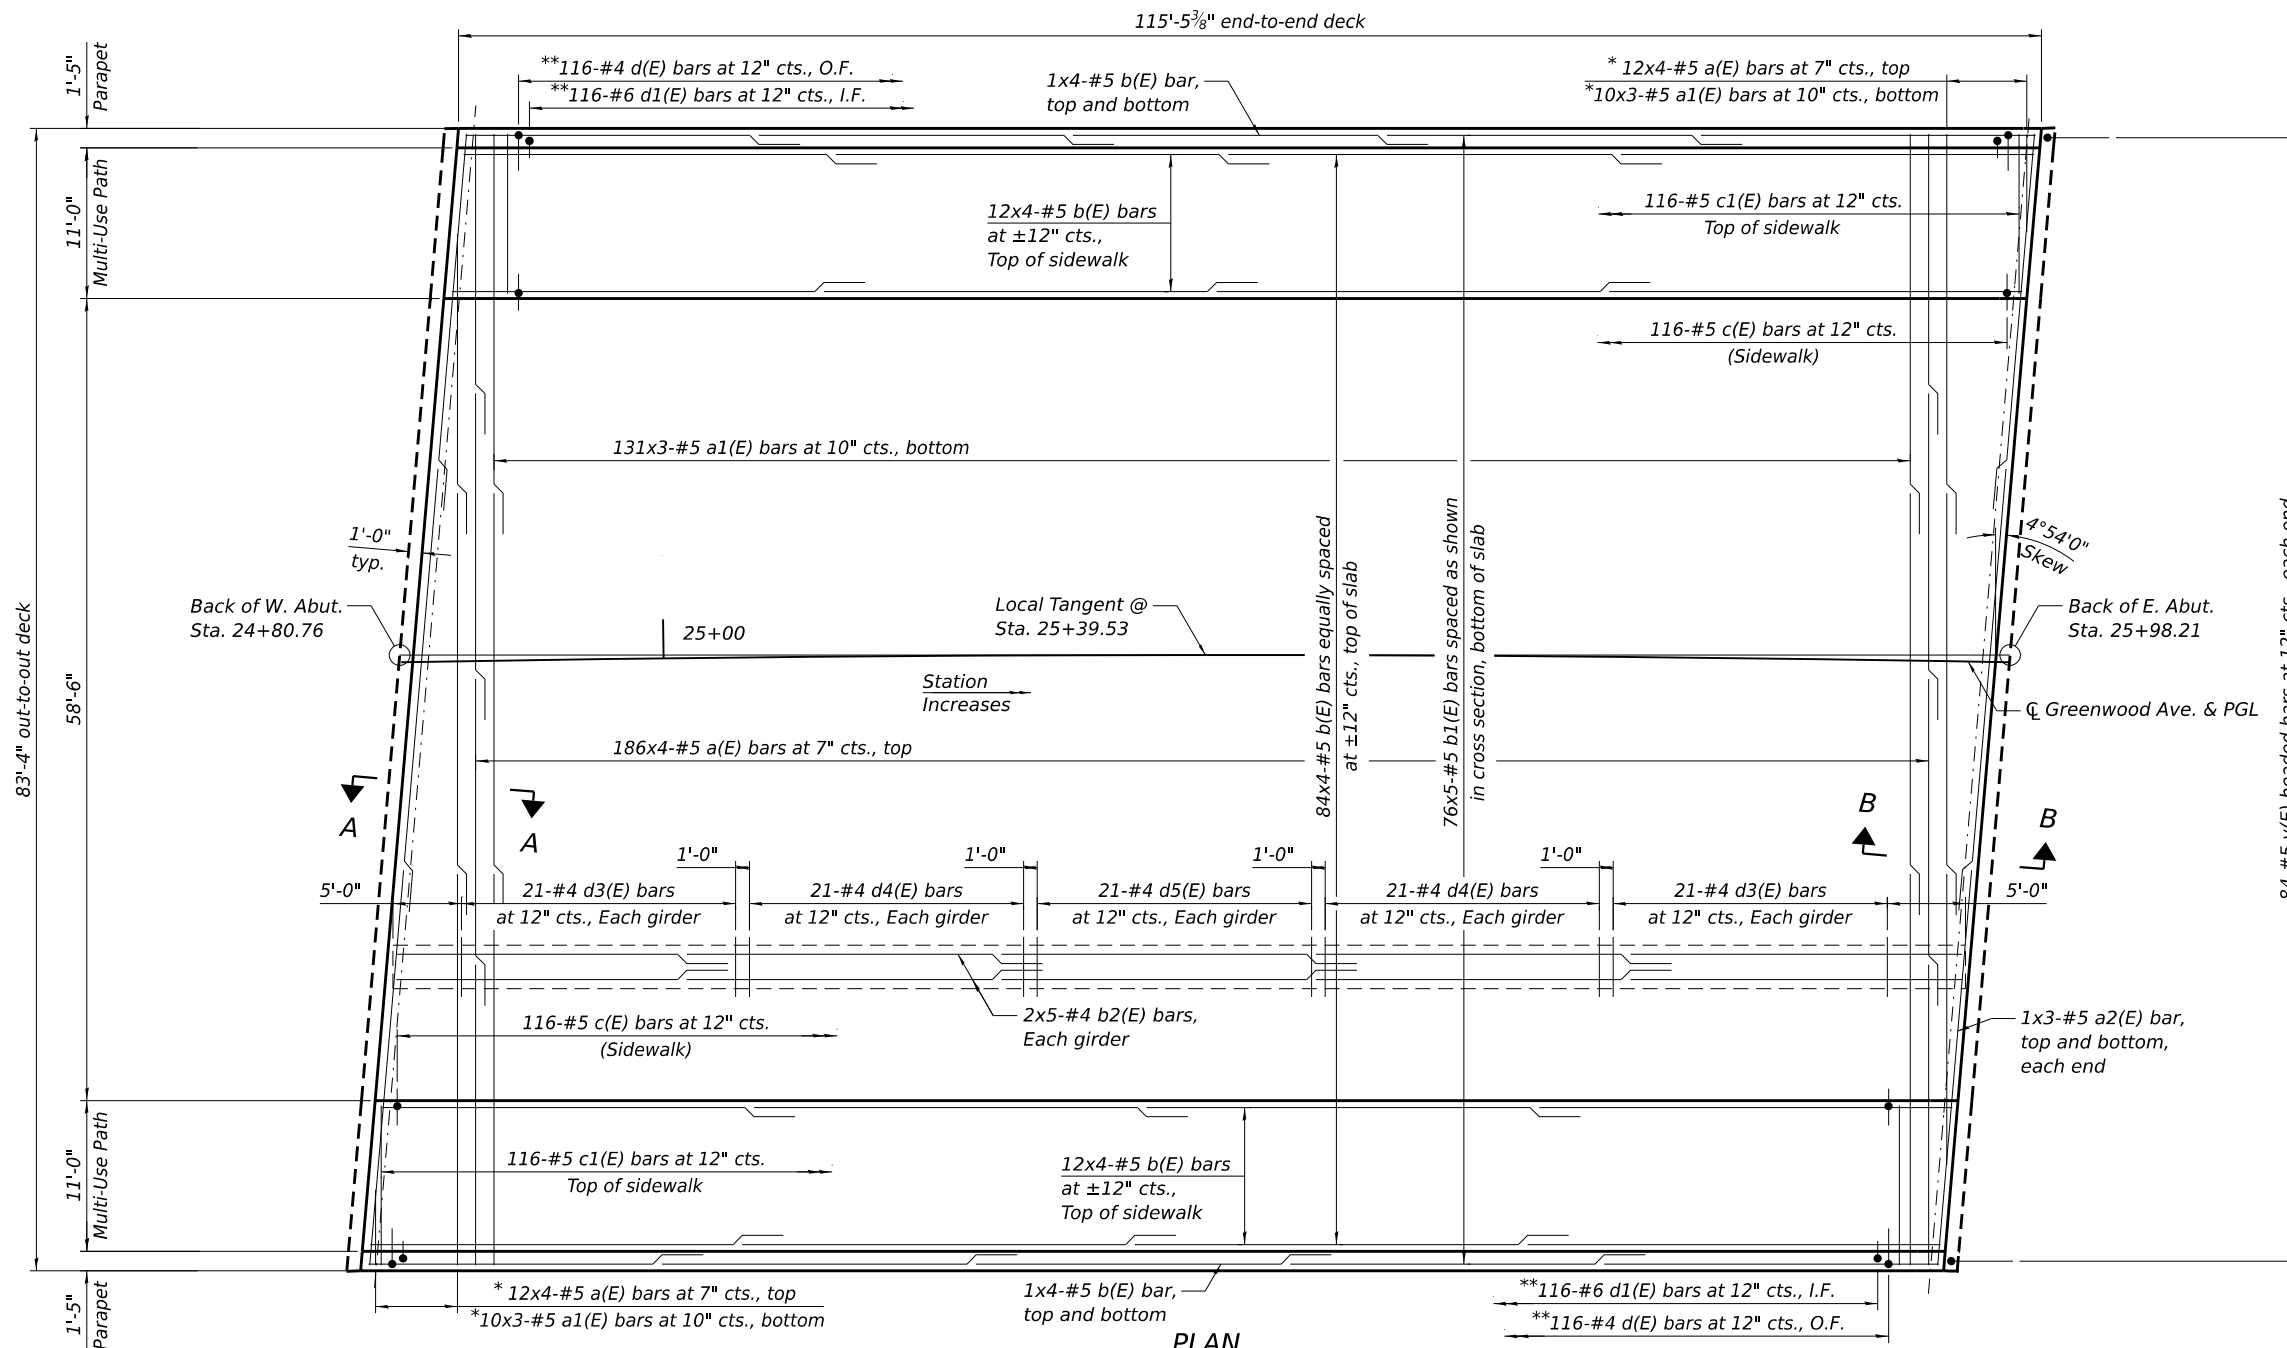 115'-5⅜" end-to-end deck
1'-5"
Parapet
**116-#4 d(E) bars at 12" cts., O.F.
**116-#6 d1(E) bars at 12" cts., I.F.
1x4-#5 b(E) bar,
top and bottom
* 12x4-#5 a(E) bars at 7" cts., top
*10x3-#5 a1(E) bars at 10" cts., bottom
11'-0"
Multi-Use Path
12x4-#5 b(E) bars
at ±12" cts.,
Top of sidewalk
116-#5 c1(E) bars at 12" cts.
Top of sidewalk
116-#5 c(E) bars at 12" cts.
(Sidewalk)
131x3-#5 a1(E) bars at 10" cts., bottom
1'-0"
typ.
4°54'0"
Skew
Back of W. Abut.
Sta. 24+80.76
25+00
Local Tangent @
Sta. 25+39.53
Back of E. Abut.
Sta. 25+98.21
Station
Increases
℄ Greenwood Ave. & PGL
83'-4" out-to-out deck
58'-6"
84x4-#5 b(E) bars equally spaced
at ±12" cts., top of slab
76x5-#5 b1(E) bars spaced as shown
in cross section, bottom of slab
84-#5 v(E) headed bars at 12" cts., each end
186x4-#5 a(E) bars at 7" cts., top
A
A
B
B
1'-0"
1'-0"
1'-0"
1'-0"
5'-0"
21-#4 d3(E) bars
at 12" cts., Each girder
21-#4 d4(E) bars
at 12" cts., Each girder
21-#4 d5(E) bars
at 12" cts., Each girder
21-#4 d4(E) bars
at 12" cts., Each girder
21-#4 d3(E) bars
at 12" cts., Each girder
5'-0"
116-#5 c(E) bars at 12" cts.
(Sidewalk)
2x5-#4 b2(E) bars,
Each girder
1x3-#5 a2(E) bar,
top and bottom,
each end
11'-0"
Multi-Use Path
116-#5 c1(E) bars at 12" cts.
Top of sidewalk
12x4-#5 b(E) bars
at ±12" cts.,
Top of sidewalk
1'-5"
Parapet
* 12x4-#5 a(E) bars at 7" cts., top
*10x3-#5 a1(E) bars at 10" cts., bottom
1x4-#5 b(E) bar,
top and bottom
**116-#6 d1(E) bars at 12" cts., I.F.
**116-#4 d(E) bars at 12" cts., O.F.
PLAN